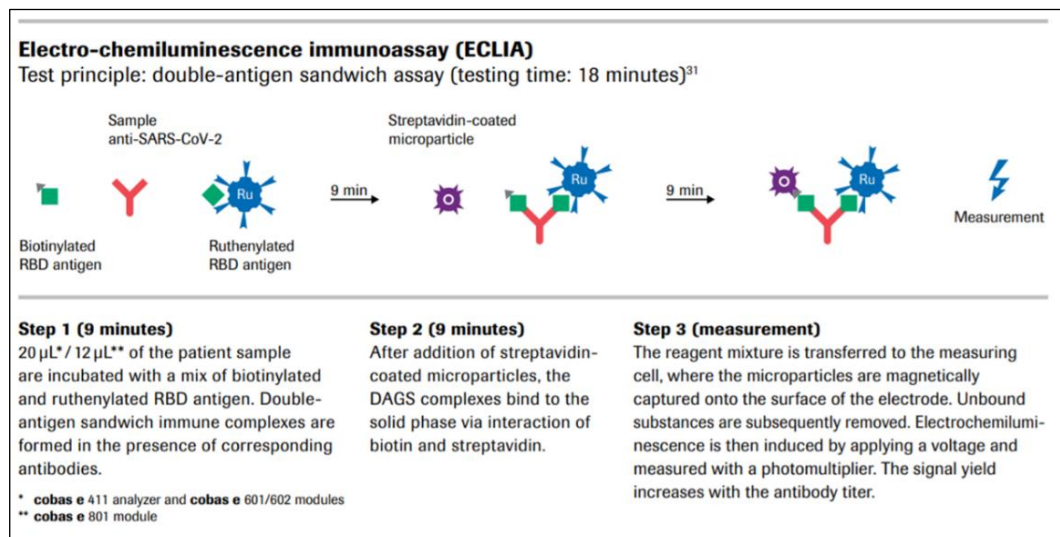 Electro-chemiluminescence immunoassay (ECLIA)
Test principle: double-antigen sandwich assay (testing time: 18 minutes)³¹
Sample
anti-SARS-CoV-2
Streptavidin-coated
microparticle
Ru
9 min
Ru
9 min
Ru
Measurement
Biotinylated
RBD antigen
Ruthenylated
RBD antigen
Step 1 (9 minutes)
20 µL* / 12 µL** of the patient sample
are incubated with a mix of biotinylated
and ruthenylated RBD antigen. Double-
antigen sandwich immune complexes are
formed in the presence of corresponding
antibodies.
* cobas e 411 analyzer and cobas e 601/602 modules
** cobas e 801 module
Step 2 (9 minutes)
After addition of streptavidin-
coated microparticles, the
DAGS complexes bind to the
solid phase via interaction of
biotin and streptavidin.
Step 3 (measurement)
The reagent mixture is transferred to the measuring
cell, where the microparticles are magnetically
captured onto the surface of the electrode. Unbound
substances are subsequently removed. Electrochemilumi-
nescence is then induced by applying a voltage and
measured with a photomultiplier. The signal yield
increases with the antibody titer.